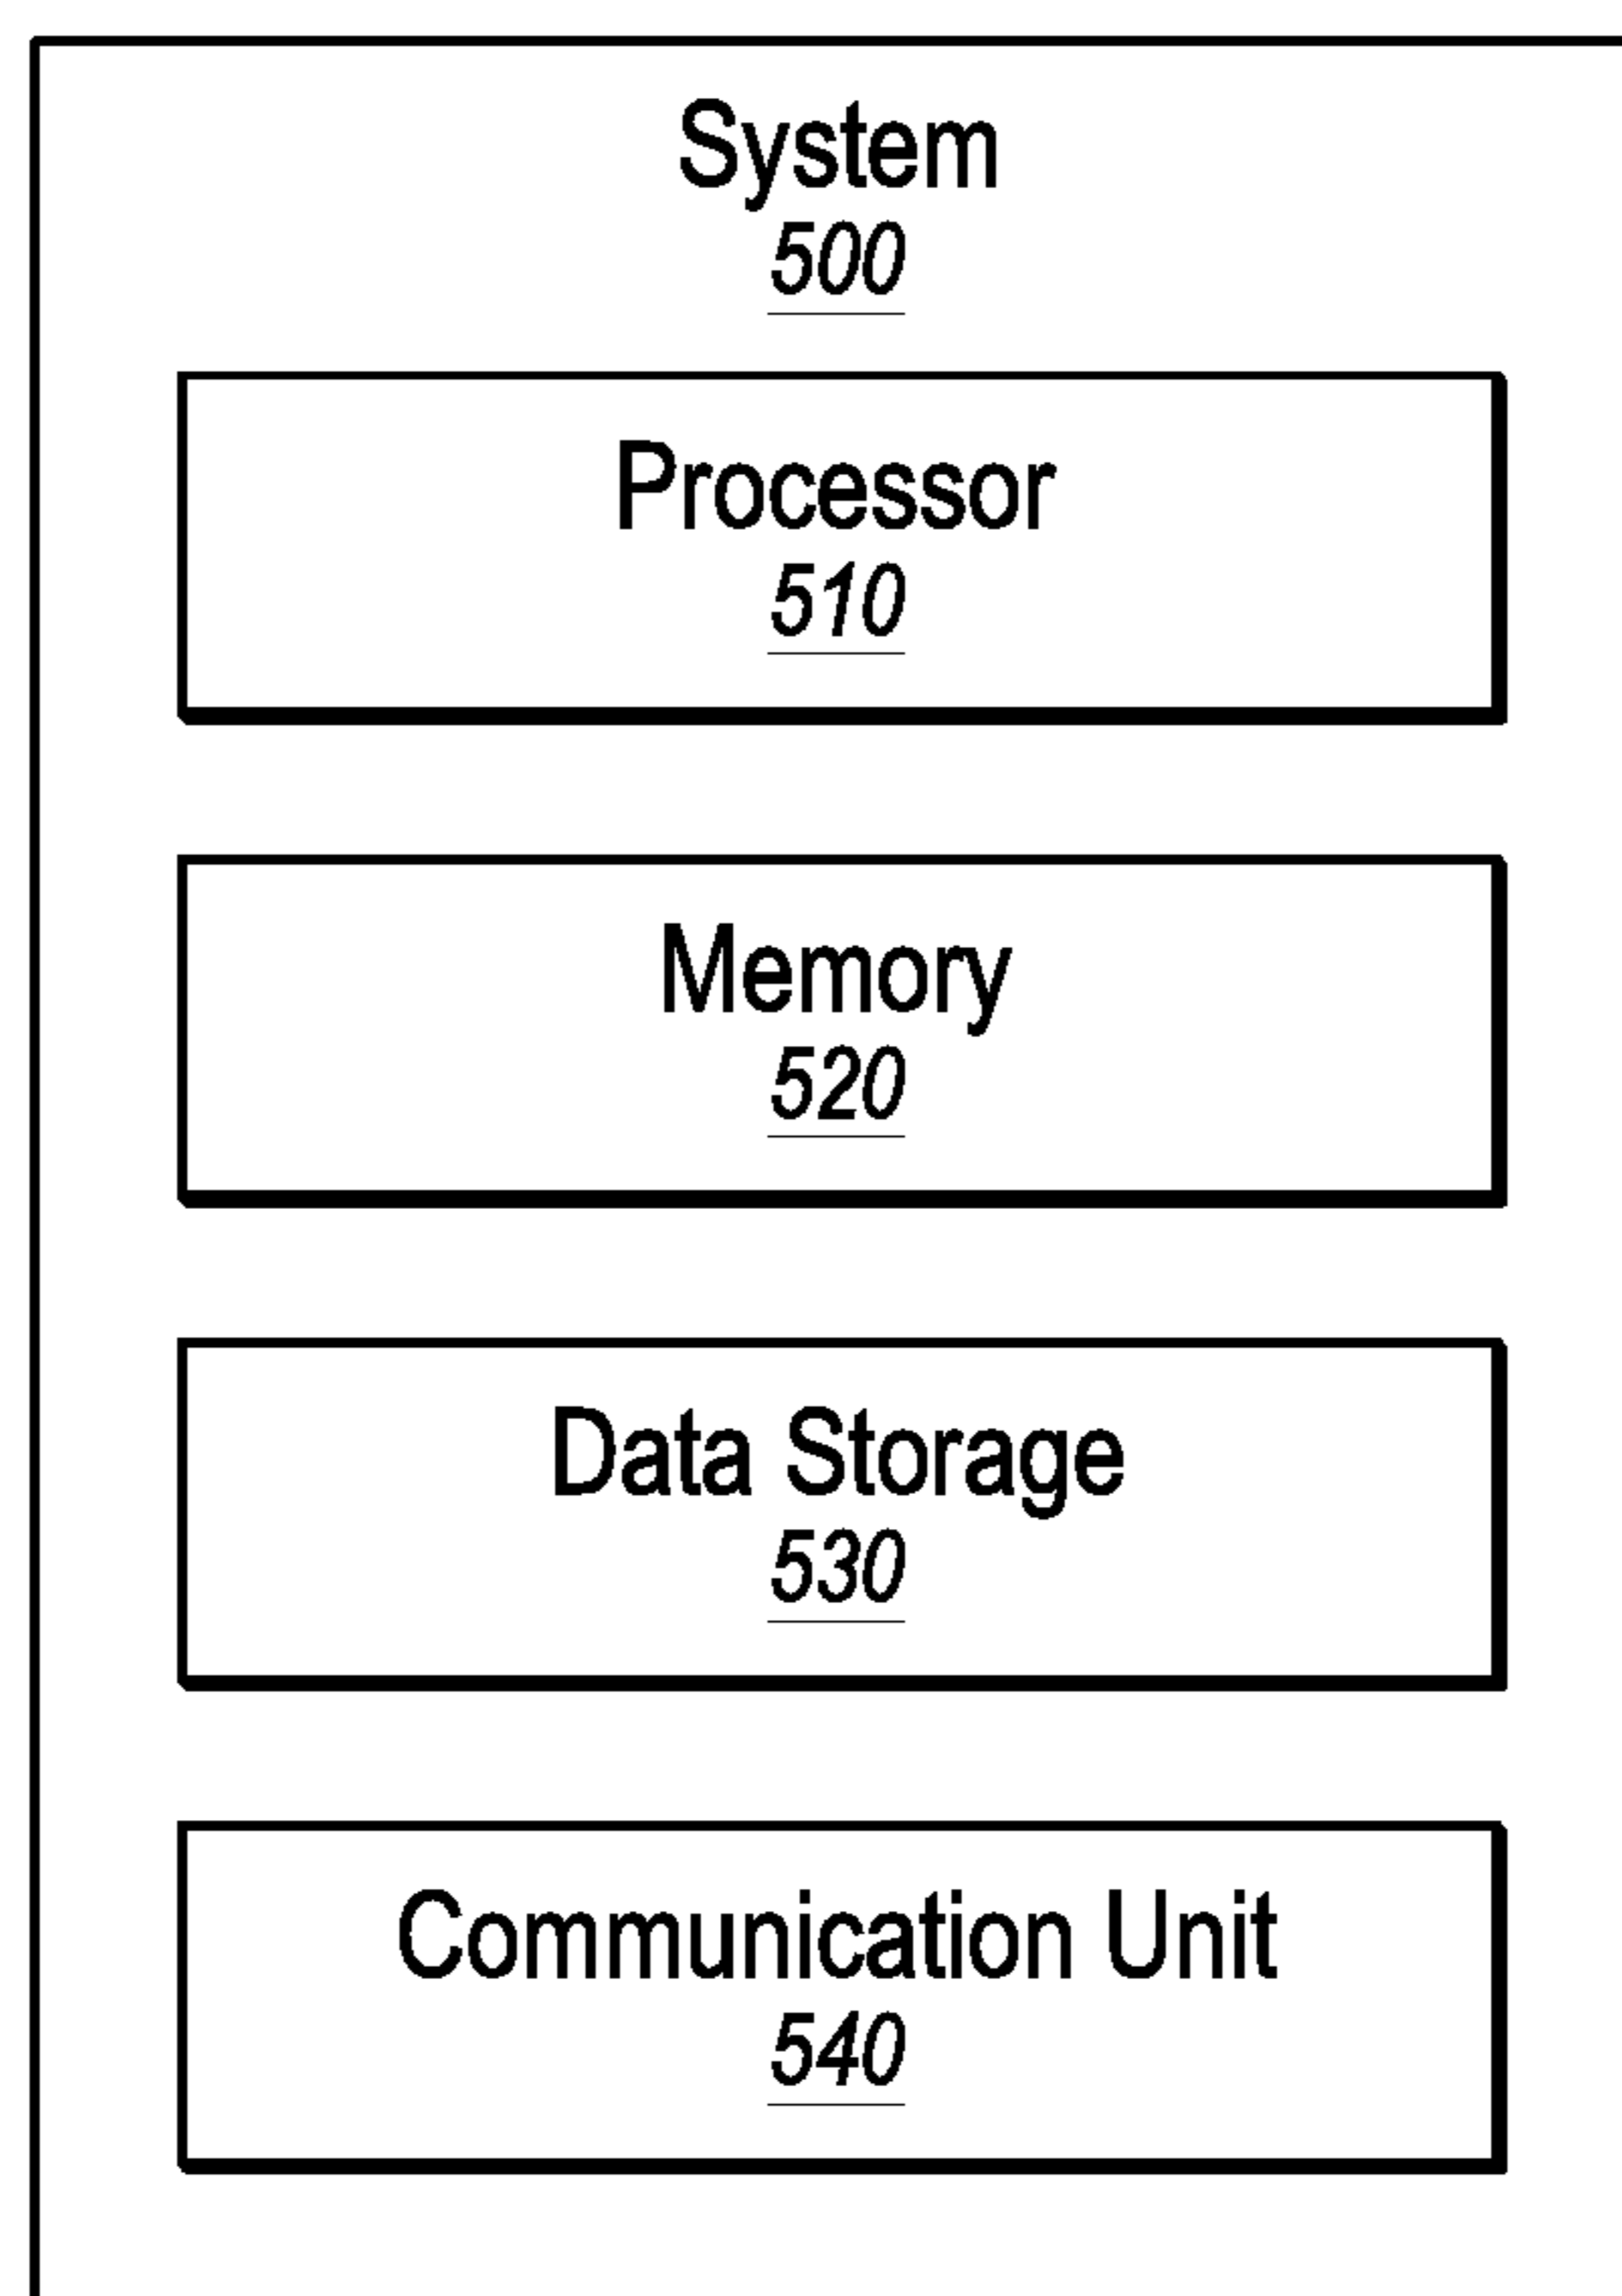 System
500
Processor
510
Memory
520
Data Storage
530
Communication Unit
540